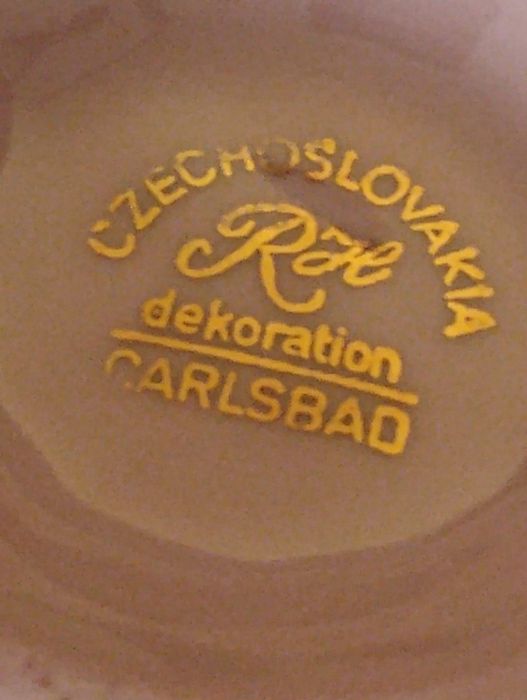 CZECHOSLOVAKIA
RH
dekoration
CARLSBAD